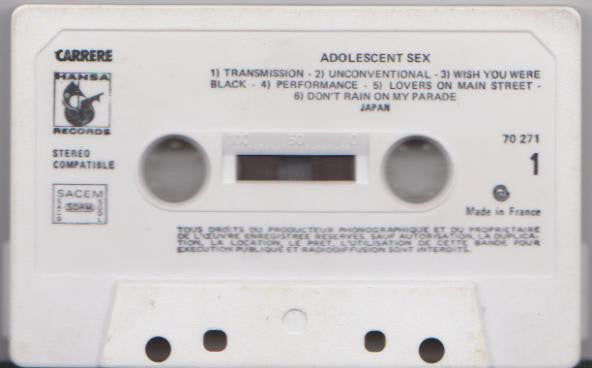 CARRERE
HANSA
RECORDS
STEREO
COMPATIBLE
SACEM
SDRM
ADOLESCENT SEX
1) TRANSMISSION - 2) UNCONVENTIONAL - 3) WISH YOU WERE
BLACK - 4) PERFORMANCE - 5) LOVERS ON MAIN STREET -
6) DON'T RAIN ON MY PARADE
JAPAN
100 50 0
70 271
1
Made in France
TOUS DROITS DU PRODUCTEUR PHONOGRAPHIQUE ET DU PROPRIETAIRE
DE L'ŒUVRE ENREGISTREE RESERVES. SAUF AUTORISATION, LA DUPLICA-
TION, LA LOCATION, LE PRET, L'UTILISATION DE CETTE BANDE POUR
EXECUTION PUBLIQUE ET RADIODIFFUSION SONT INTERDITS.